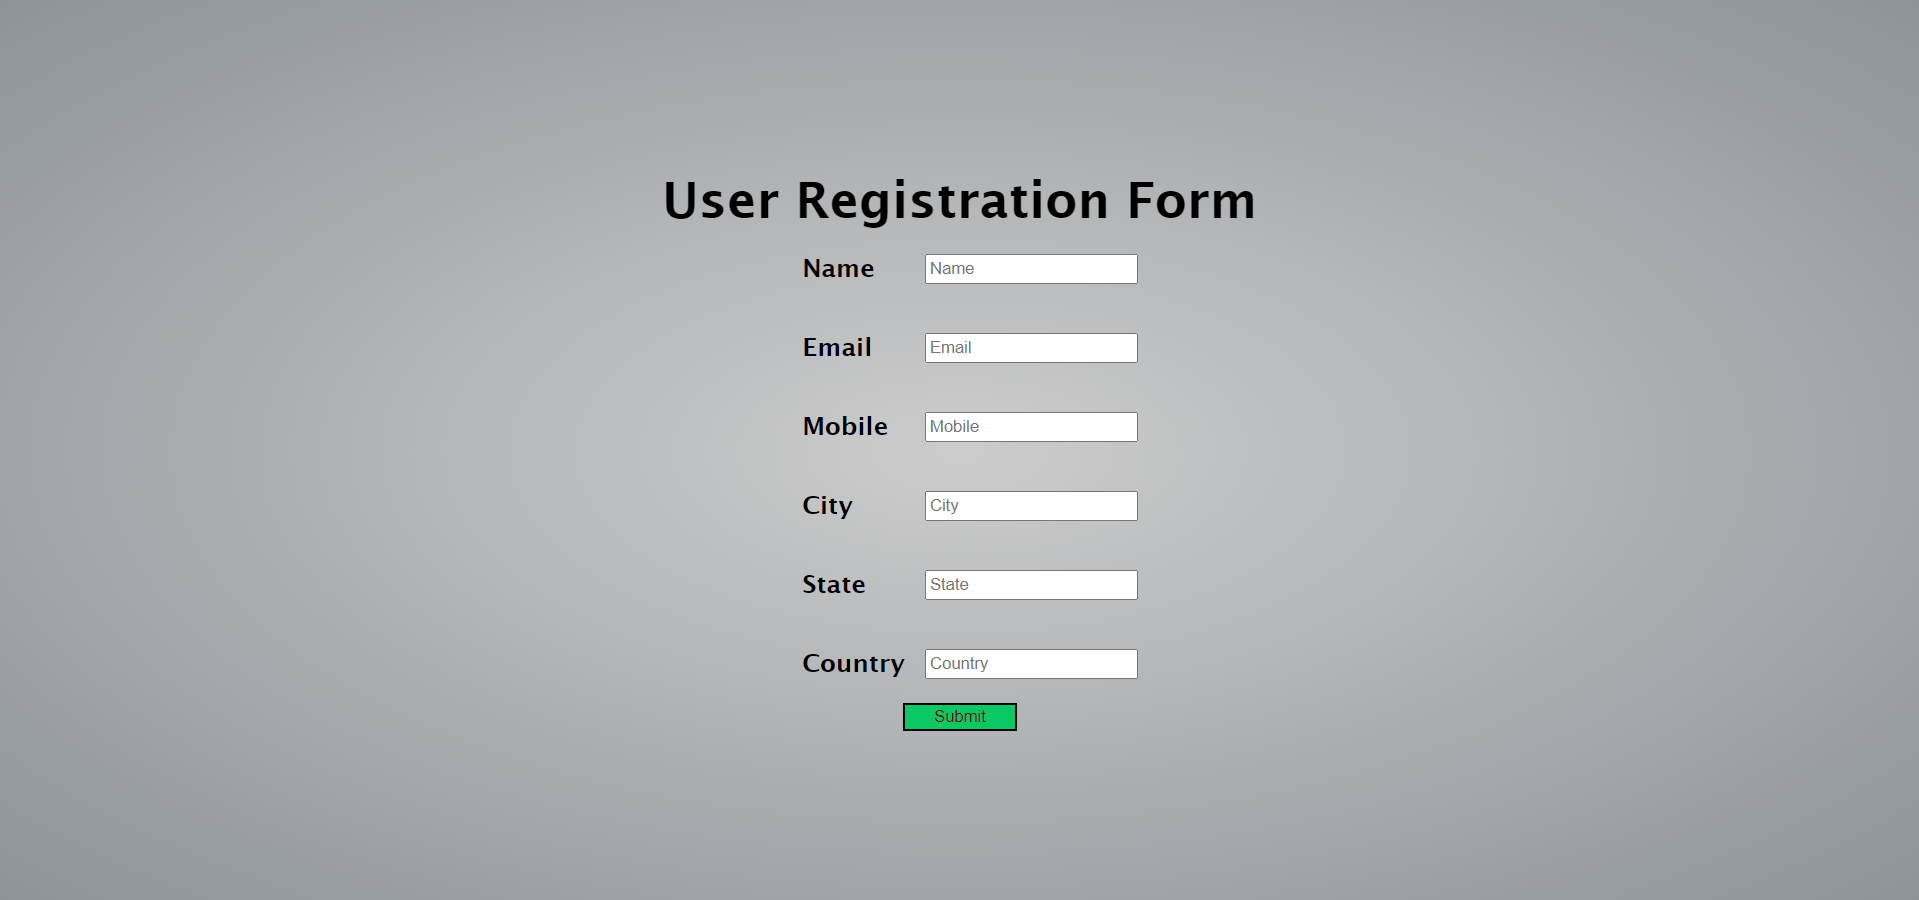 User Registration Form
Name Name
Email Email
Mobile Mobile
City City
State State
Country Country
Submit